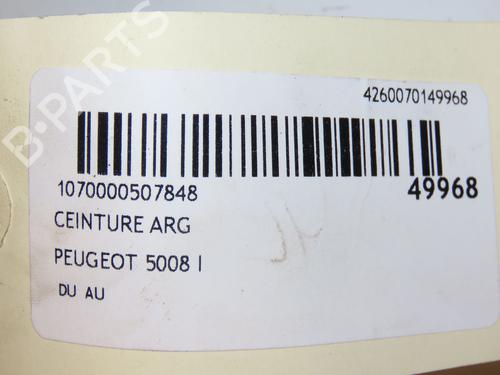 4260070149968
1070000507848
49968
CEINTURE ARG
PEUGEOT 5008 I
DU AU
B-PARTS